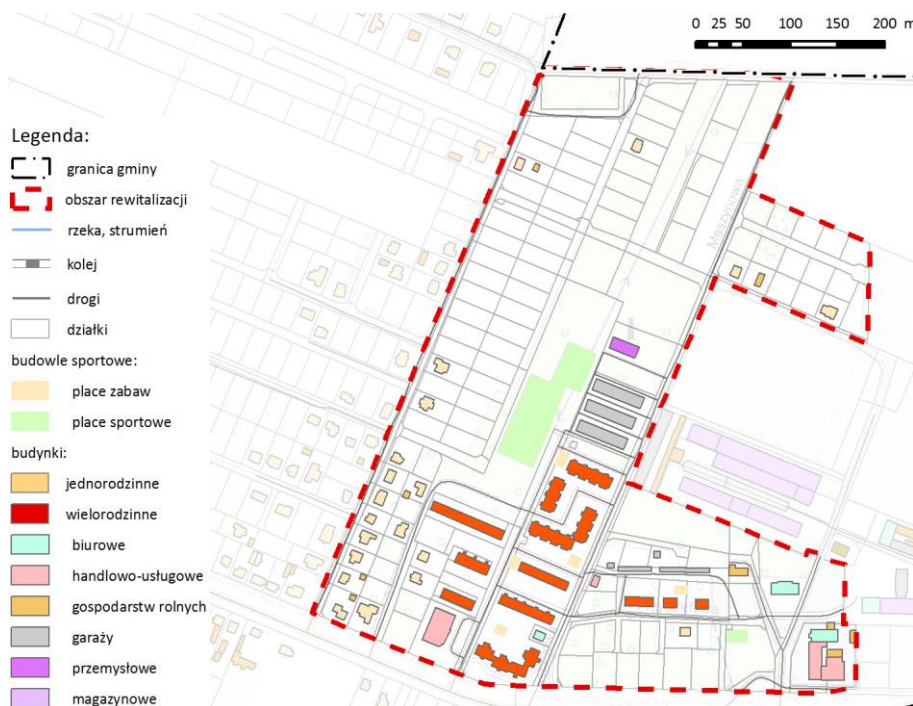 0 25 50 100 150 200 m
Legenda:
granica gminy
obszar rewitalizacji
rzeka, strumień
kolej
drogi
działki
budowle sportowe:
place zabaw
place sportowe
budynki:
jednorodzinne
wielorodzinne
biurowe
handlowo-usługowe
gospodarstw rolnych
garaży
przemysłowe
magazynowe
Maszynowa